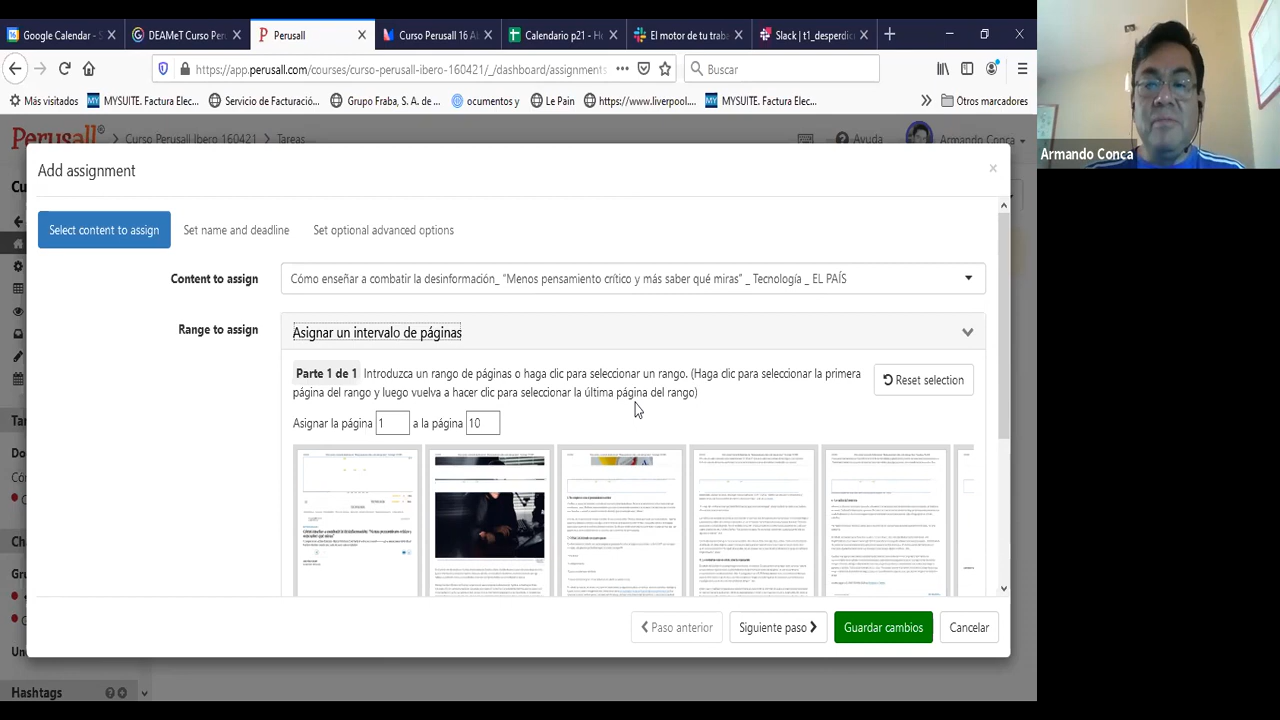 Google Calendar - S
DEAMeT Curso Peru
Perusall
Curso Perusall 16 Al
Calendario p21 - Ho
El motor de tu traba
Slack | t1_desperdic
https://app.perusall.com/courses/curso-perusall-ibero-160421/_/dashboard/assignments
Buscar
Más visitados
MYSUITE. Factura Elec...
Servicio de Facturació...
Grupo Fraba, S. A. de ...
ocumentos y
Le Pain
https://www.liverpool....
MYSUITE. Factura Elec...
Otros marcadores
Perusall®
Curso Perusall Ibero 160421
Tareas
Ayuda
Armando Conca
Armando Conca
Add assignment
×
Select content to assign
Set name and deadline
Set optional advanced options
Content to assign
Cómo enseñar a combatir la desinformación_ "Menos pensamiento crítico y más saber qué miras" _ Tecnología _ EL PAÍS
Range to assign
Asignar un intervalo de páginas
Parte 1 de 1 Introduzca un rango de páginas o haga clic para seleccionar un rango. (Haga clic para seleccionar la primera
página del rango y luego vuelva a hacer clic para seleccionar la última página del rango)
Reset selection
Asignar la página 1 a la página 10
Paso anterior
Siguiente paso
Guardar cambios
Cancelar
Hashtags